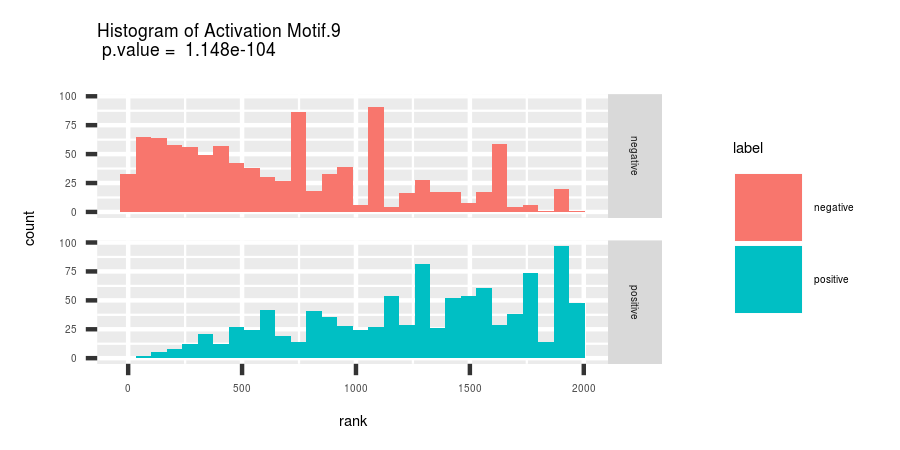 Histogram of Activation Motif.9
p.value = 1.148e-104
count
100
75
50
25
0
negative
100
75
50
25
0
positive
0 500 1000 1500 2000
rank
label
negative
positive